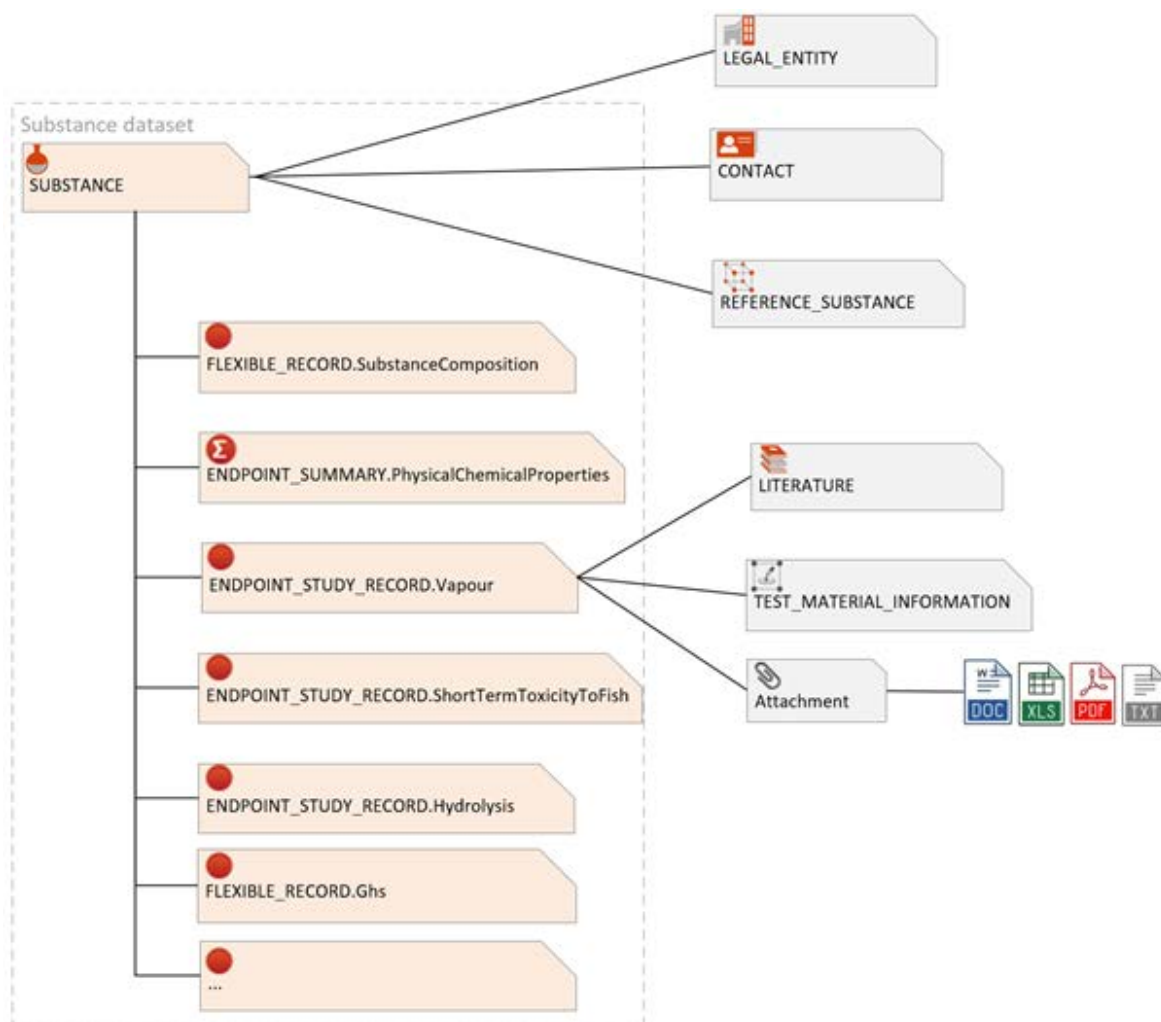 LEGAL_ENTITY
Substance dataset
SUBSTANCE
CONTACT
REFERENCE_SUBSTANCE
FLEXIBLE_RECORD.SubstanceComposition
Σ
ENDPOINT_SUMMARY.PhysicalChemicalProperties
LITERATURE
ENDPOINT_STUDY_RECORD.Vapour
TEST_MATERIAL_INFORMATION
ENDPOINT_STUDY_RECORD.ShortTermToxicityToFish
Attachment
W
DOC
XLS
PDF
TXT
ENDPOINT_STUDY_RECORD.Hydrolysis
FLEXIBLE_RECORD.Ghs
...